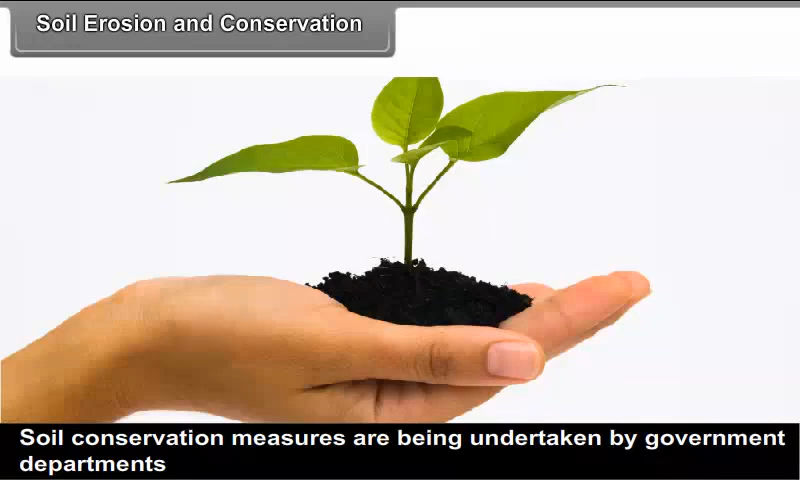 Soil Erosion and Conservation
Soil conservation measures are being undertaken by government
departments